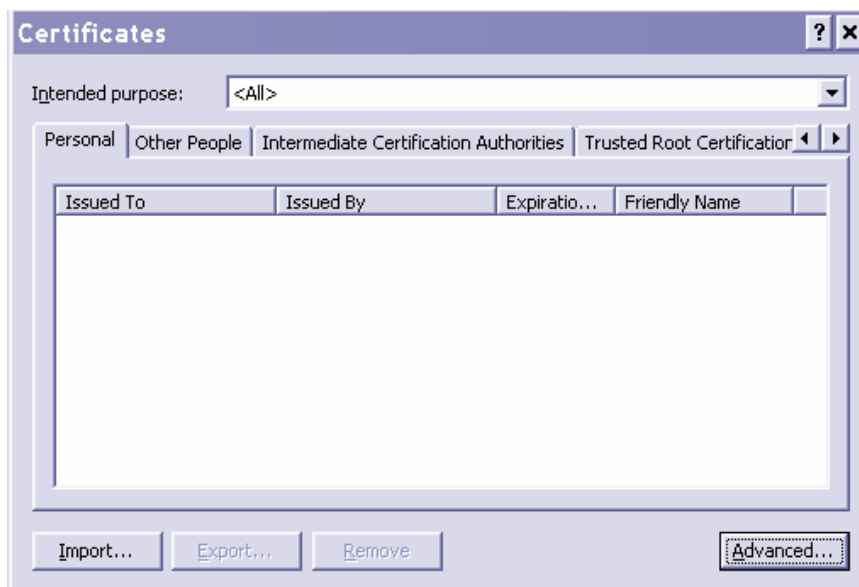 Certificates
Intended purpose: <All>
Personal Other People Intermediate Certification Authorities Trusted Root Certification
Issued To Issued By Expiratio... Friendly Name
Import... Export... Remove Advanced...